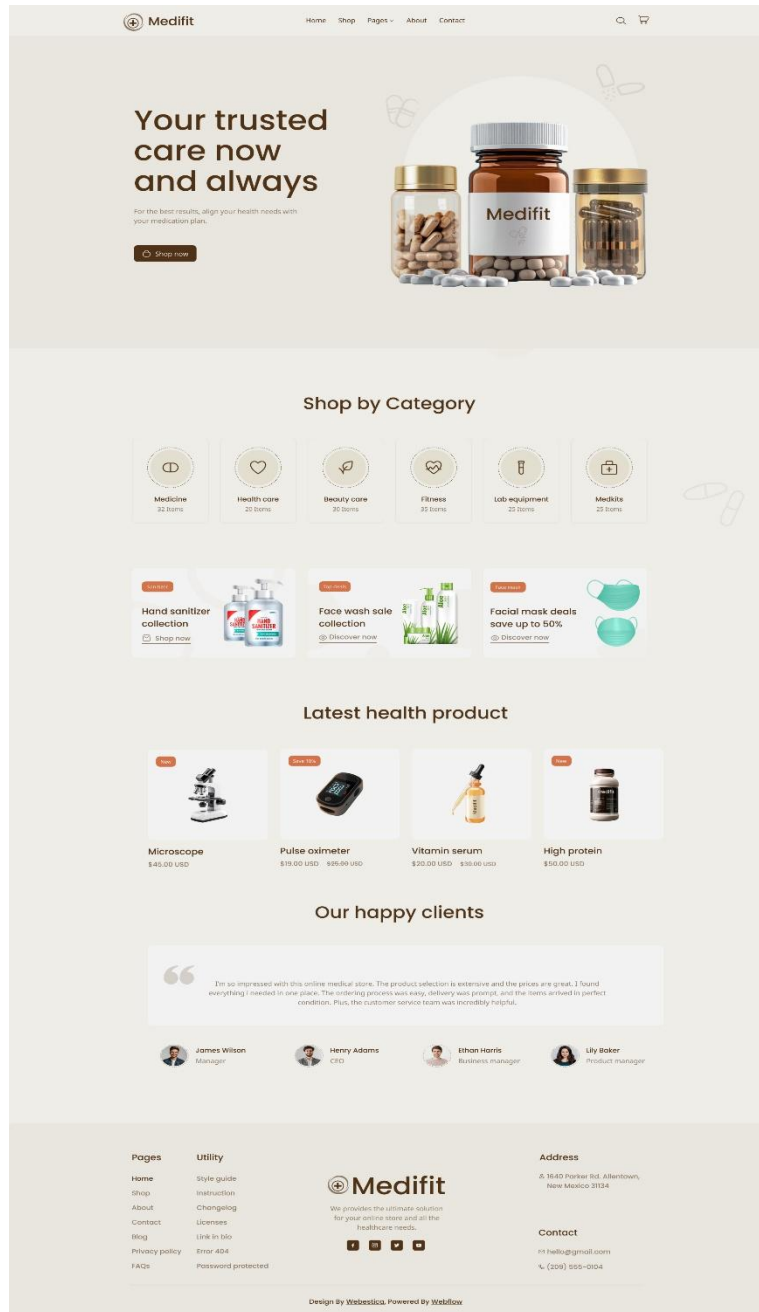 Medifit
Home Shop Pages About Contact
Your trusted
care now
and always
For the best results, align your health needs with
your medication plan.
Shop now
Medifit
Shop by Category
Medicine
32 Items
Health care
20 Items
Beauty care
30 Items
Fitness
35 Items
Lab equipment
25 Items
Medkits
25 Items
Hand sanitizer
collection
Shop now
HAND
SANITIZER
Face wash sale
collection
Discover now
Aloe
Facial mask deals
save up to 50%
Discover now
Latest health product
New
Microscope
$45.00 USD
Save 10%
Pulse oximeter
$19.00 USD $25.00 USD
Medifit
Vitamin serum
$20.00 USD $30.00 USD
New
medifit
High protein
$50.00 USD
Our happy clients
I'm so impressed with this online medical store. The product selection is extensive and the prices are great. I found
everything I needed in one place. The ordering process was easy, delivery was prompt, and the items arrived in perfect
condition. Plus, the customer service team was incredibly helpful.
James Wilson
Manager
Henry Adams
CEO
Ethan Harris
Business manager
Lily Baker
Product manager
Pages
Home
Shop
About
Contact
Blog
Privacy policy
FAQs
Utility
Style guide
Instruction
Changelog
Licenses
Link in bio
Error 404
Password protected
Medifit
We provides the ultimate solution
for your online store and all the
healthcare needs.
Address
1640 Porker Rd. Allentown,
New Mexico 31134
Contact
hello@gmail.com
(209) 555-0104
Design By Webestica, Powered By Webflow